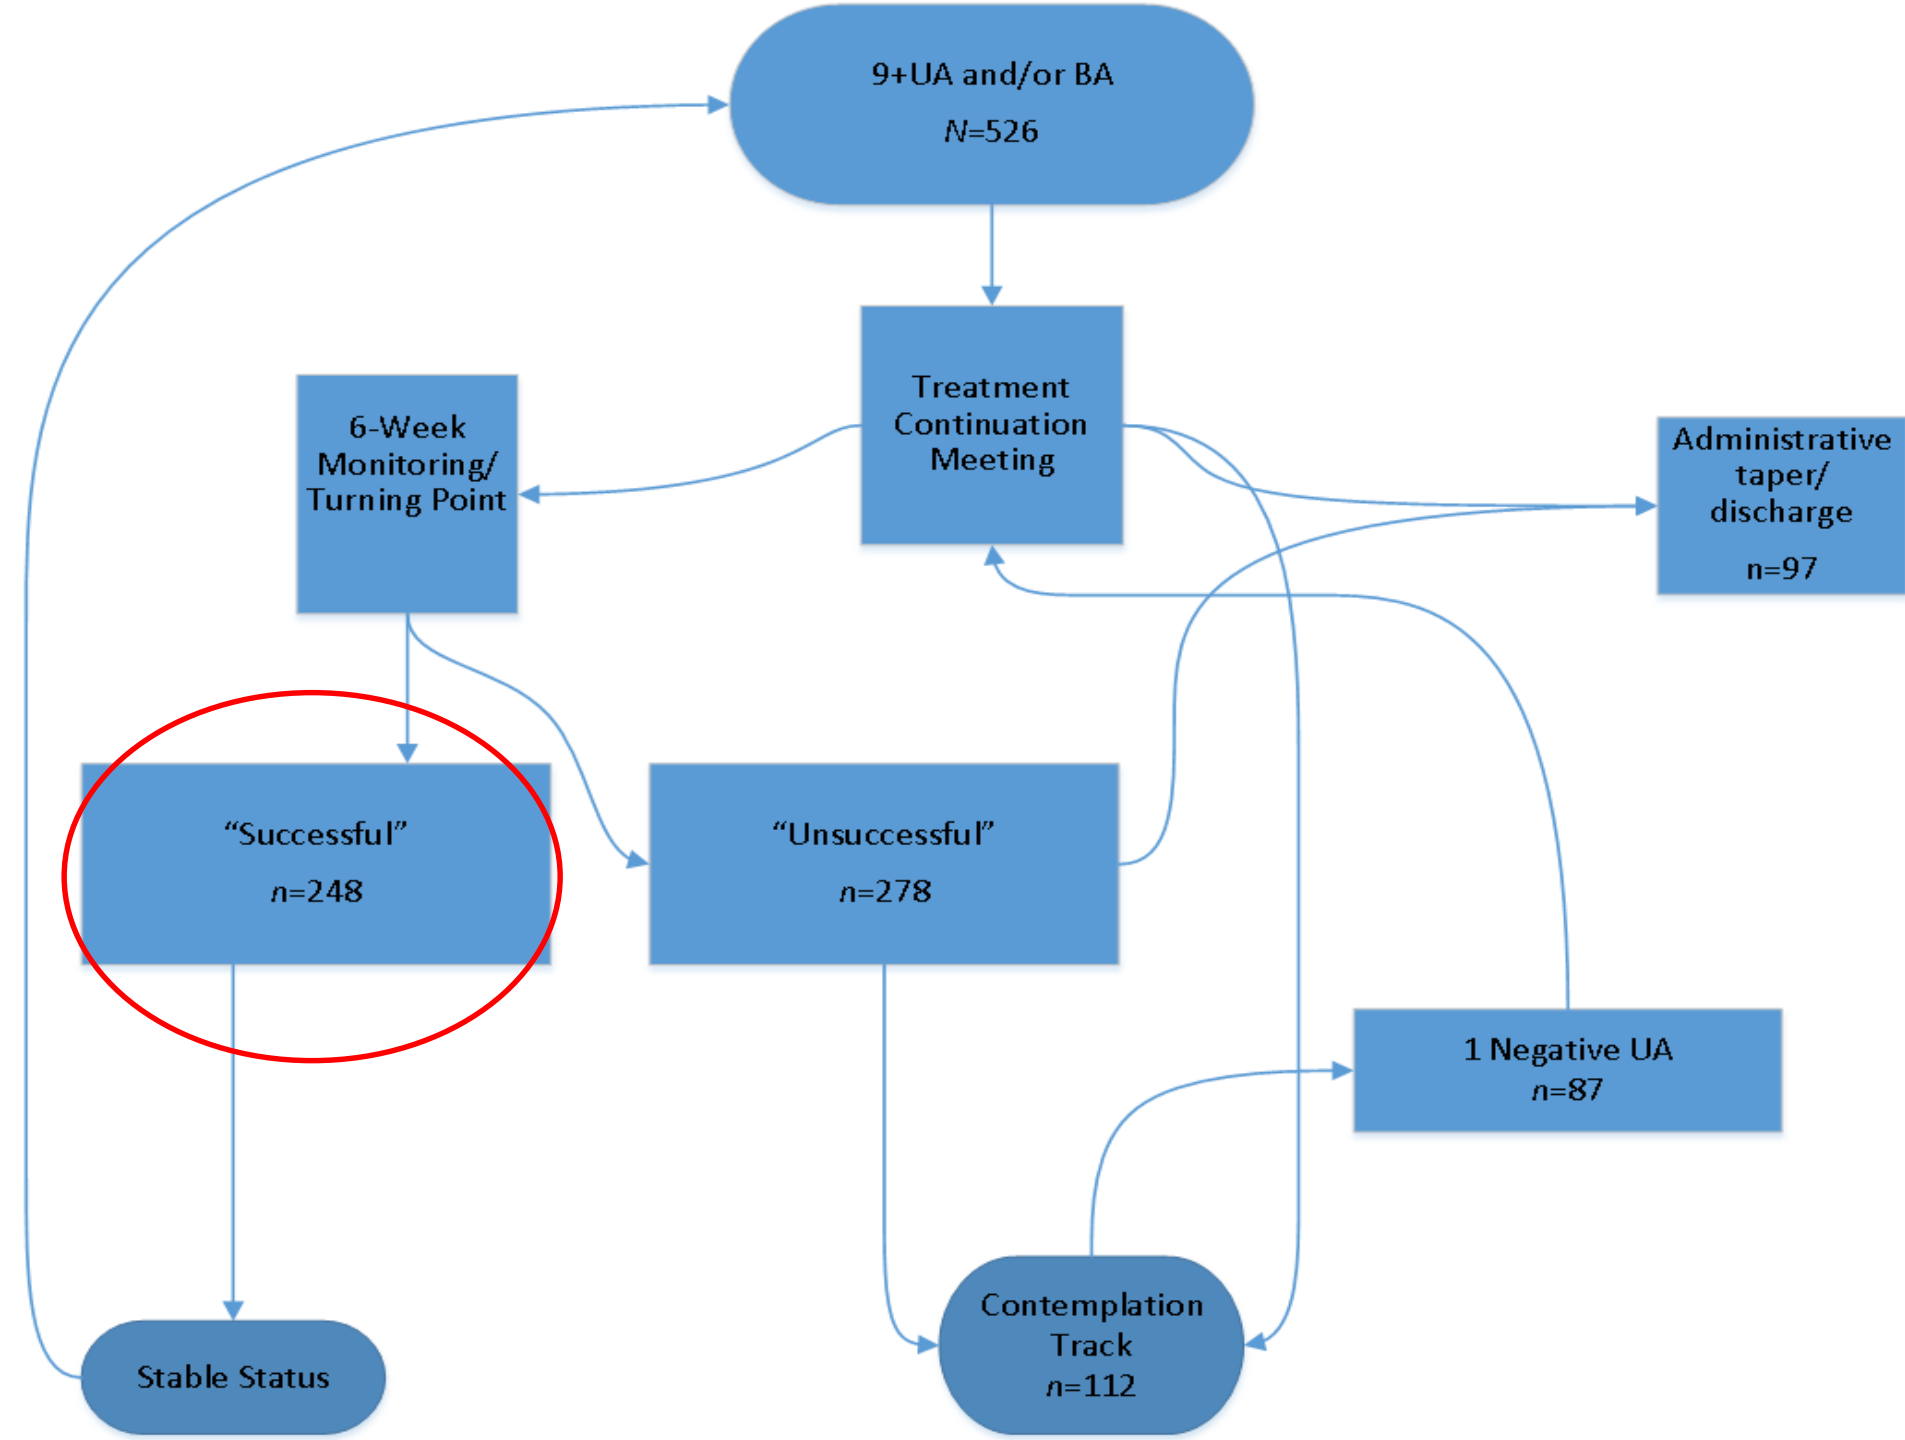 9+UA and/or BA
N=526
Treatment
Continuation
Meeting
6-Week
Monitoring/
Turning Point
Administrative
taper/
discharge
n=97
“Successful”
n=248
“Unsuccessful”
n=278
1 Negative UA
n=87
Contemplation
Track
n=112
Stable Status